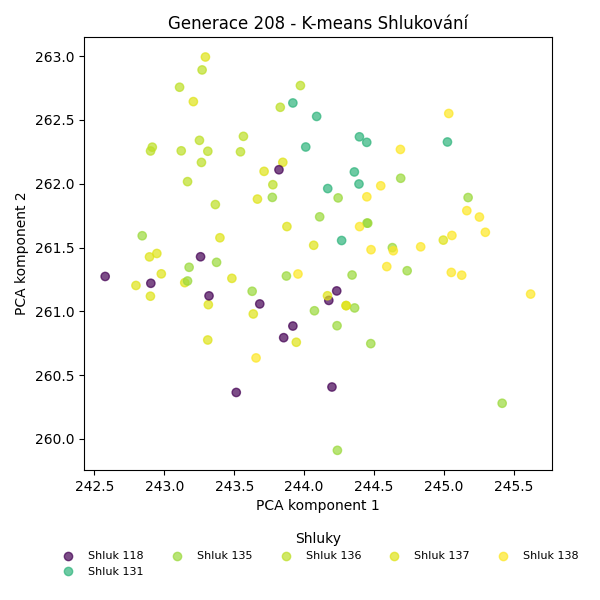 Generace 208 - K-means Shlukování
263.0
262.5
262.0
261.5
261.0
260.5
260.0
PCA komponent 2
242.5 243.0 243.5 244.0 244.5 245.0 245.5
PCA komponent 1
Shluky
Shluk 118 Shluk 135 Shluk 136 Shluk 137 Shluk 138
Shluk 131